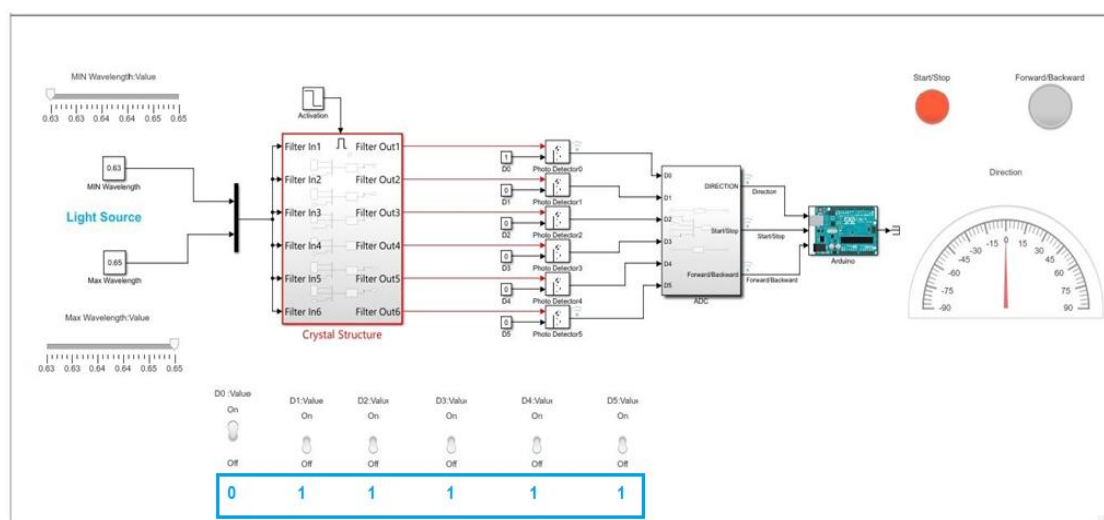 MIN Wavelength:Value
0.63 0.63 0.64 0.64 0.65 0.65
0.63
MIN Wavelength
Light Source
0.65
Max Wavelength
Max Wavelength:Value
0.63 0.63 0.64 0.64 0.65 0.65
Activation
Filter In1 Filter Out1
Filter In2 Filter Out2
Filter In3 Filter Out3
Filter In4 Filter Out4
Filter In5 Filter Out5
Filter In6 Filter Out6
Crystal Structure
1
D0 Photo Detector0
0
D1 Photo Detector1
0
D2 Photo Detector2
0
D3 Photo Detector3
0
D4 Photo Detector4
0
D5 Photo Detector5
D0
D1
D2
D3
D4
D5
DIRECTION
Start/Stop
Forward/Backward
ADC
Direction
Start/Stop
Forward/Backward
Arduino
Start/Stop Forward/Backward
Direction
-90 -75 -60 -45 -30 -15 0 15 30 45 60 75 90
D0 :Value D1:Value D2:Valu D3:Valu D4:Valu D5:Valu
On On On On On On
Off Off Off Off Off Off
0 1 1 1 1 1